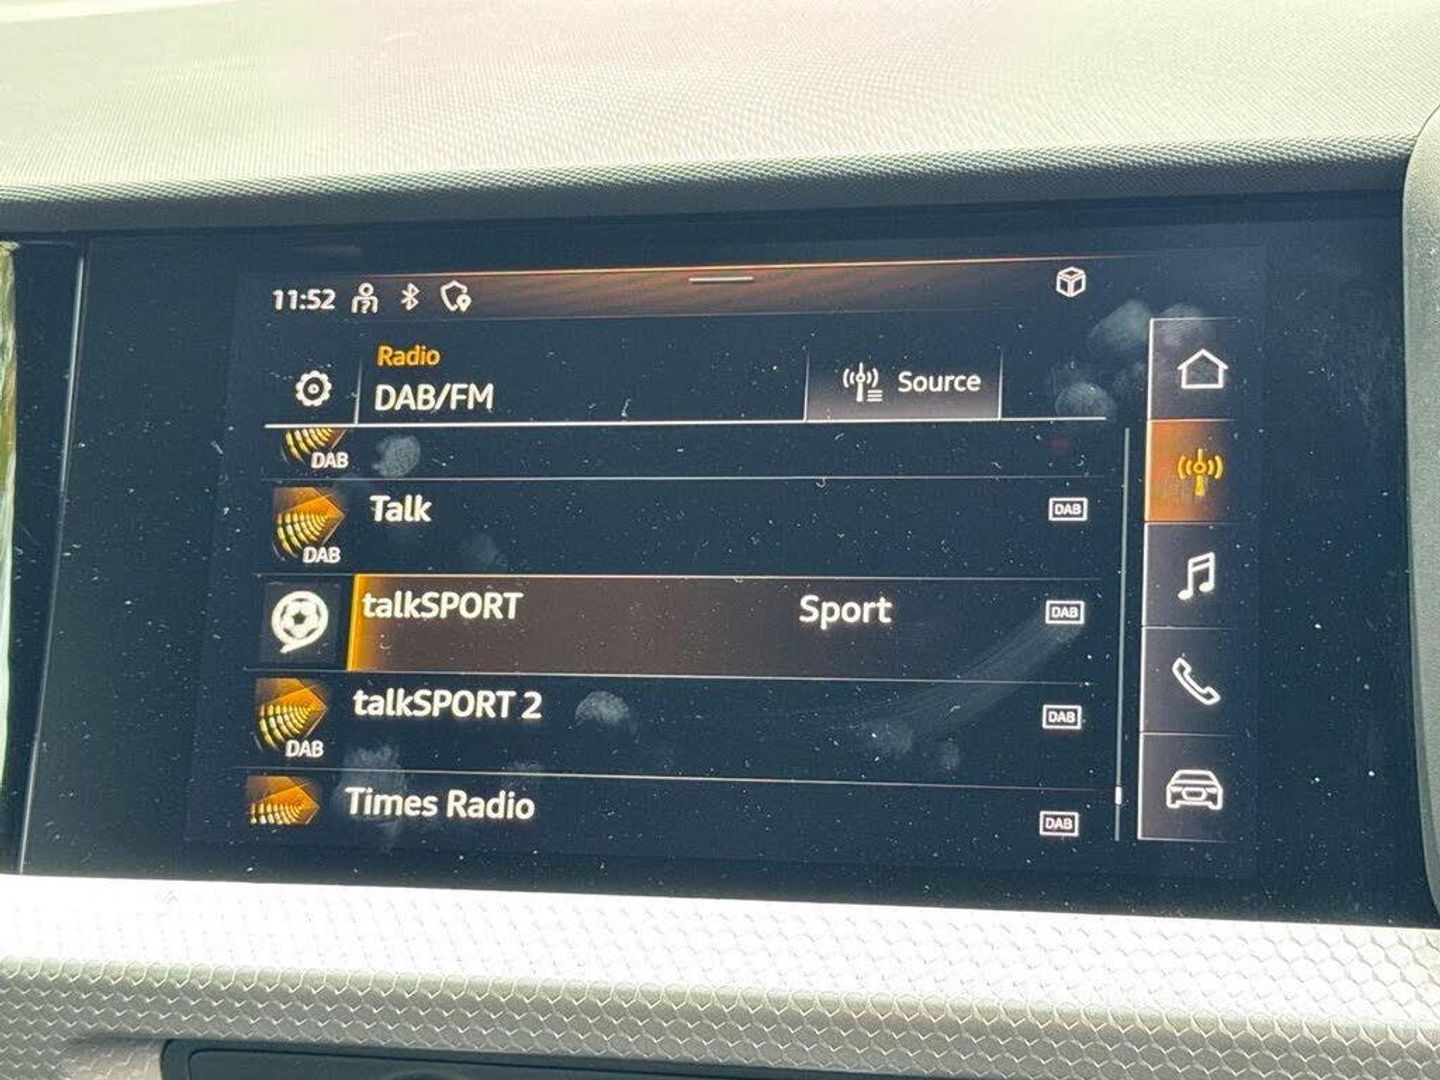 11:52
Radio
DAB/FM
Source
DAB
Talk
DAB
DAB
talkSPORT
Sport
DAB
talkSPORT 2
DAB
DAB
Times Radio
DAB